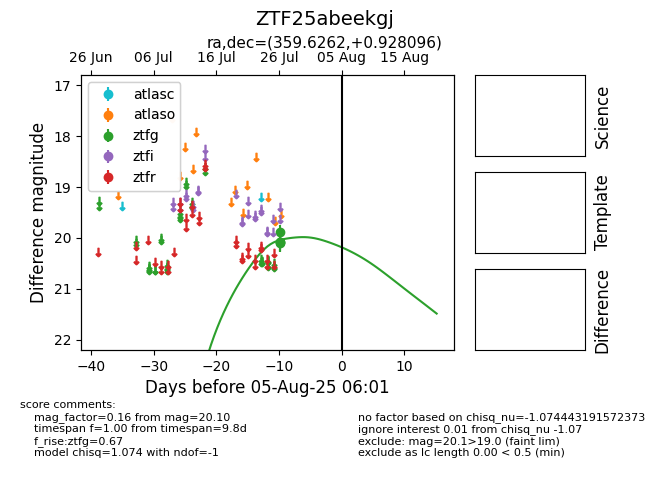 ZTF25abeekgj
ra,dec=(359.6262,+0.928096)
26 Jun 06 Jul 16 Jul 26 Jul 05 Aug 15 Aug
17
18
19
20
21
22
Difference magnitude
atlasc
atlaso
ztfg
ztfi
ztfr
−40 −30 −20 −10 0 10
Days before 05-Aug-25 06:01
Science
Template
Difference
score comments:
mag_factor=0.16 from mag=20.10
timespan f=1.00 from timespan=9.8d
f_rise:ztfg=0.67
model chisq=1.074 with ndof=-1
no factor based on chisq_nu=-1.074443191572373
ignore interest 0.01 from chisq_nu -1.07
exclude: mag=20.1>19.0 (faint lim)
exclude as lc length 0.00 < 0.5 (min)